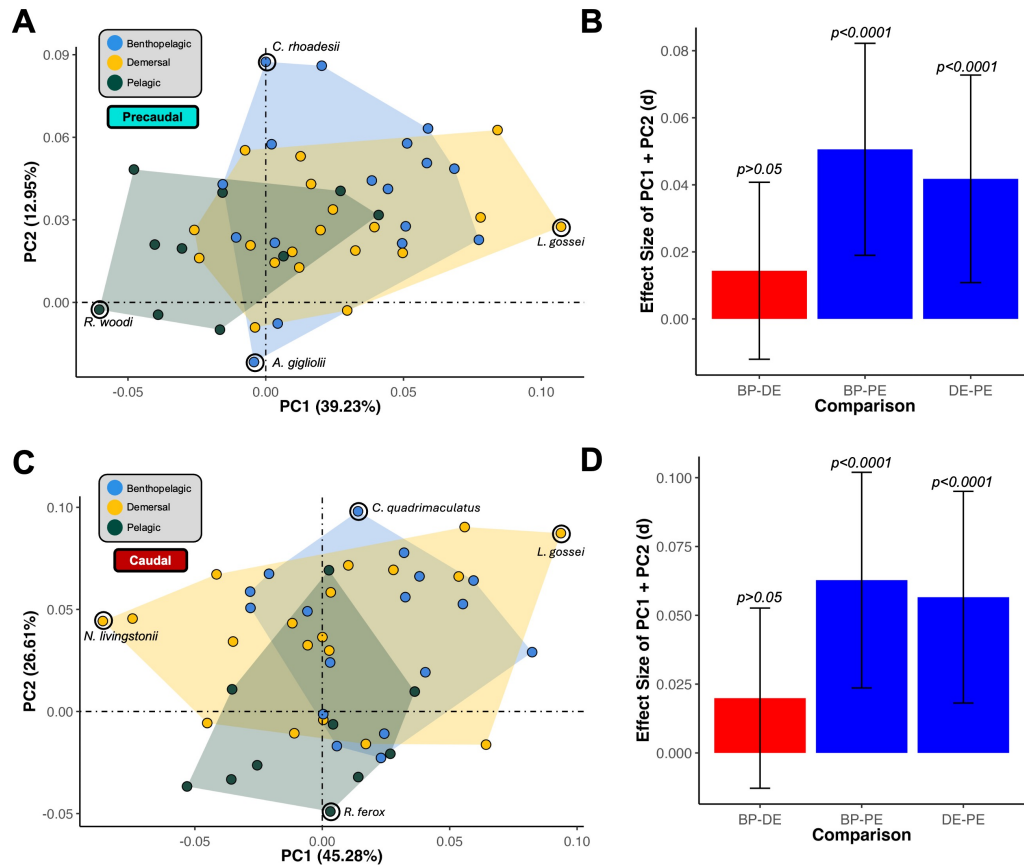 A
Benthopelagic
Demersal
Pelagic
Precaudal
C. rhoadesii
L. gossei
R. woodi
A. gigliolii
0.09
0.06
0.03
0.00
PC2 (12.95%)
-0.05
0.00
0.05
0.10
PC1 (39.23%)
B
p<0.0001
p<0.0001
p>0.05
0.08
0.06
0.04
0.02
0.00
Effect Size of PC1 + PC2 (d)
BP-DE
BP-PE
DE-PE
Comparison
C
Benthopelagic
Demersal
Pelagic
Caudal
C. quadrimaculatus
L. gossei
N. livingstonii
R. ferox
0.10
0.05
0.00
-0.05
PC2 (26.61%)
-0.05
0.00
0.05
0.10
PC1 (45.28%)
D
p<0.0001
p<0.0001
p>0.05
0.100
0.075
0.050
0.025
0.000
Effect Size of PC1 + PC2 (d)
BP-DE
BP-PE
DE-PE
Comparison